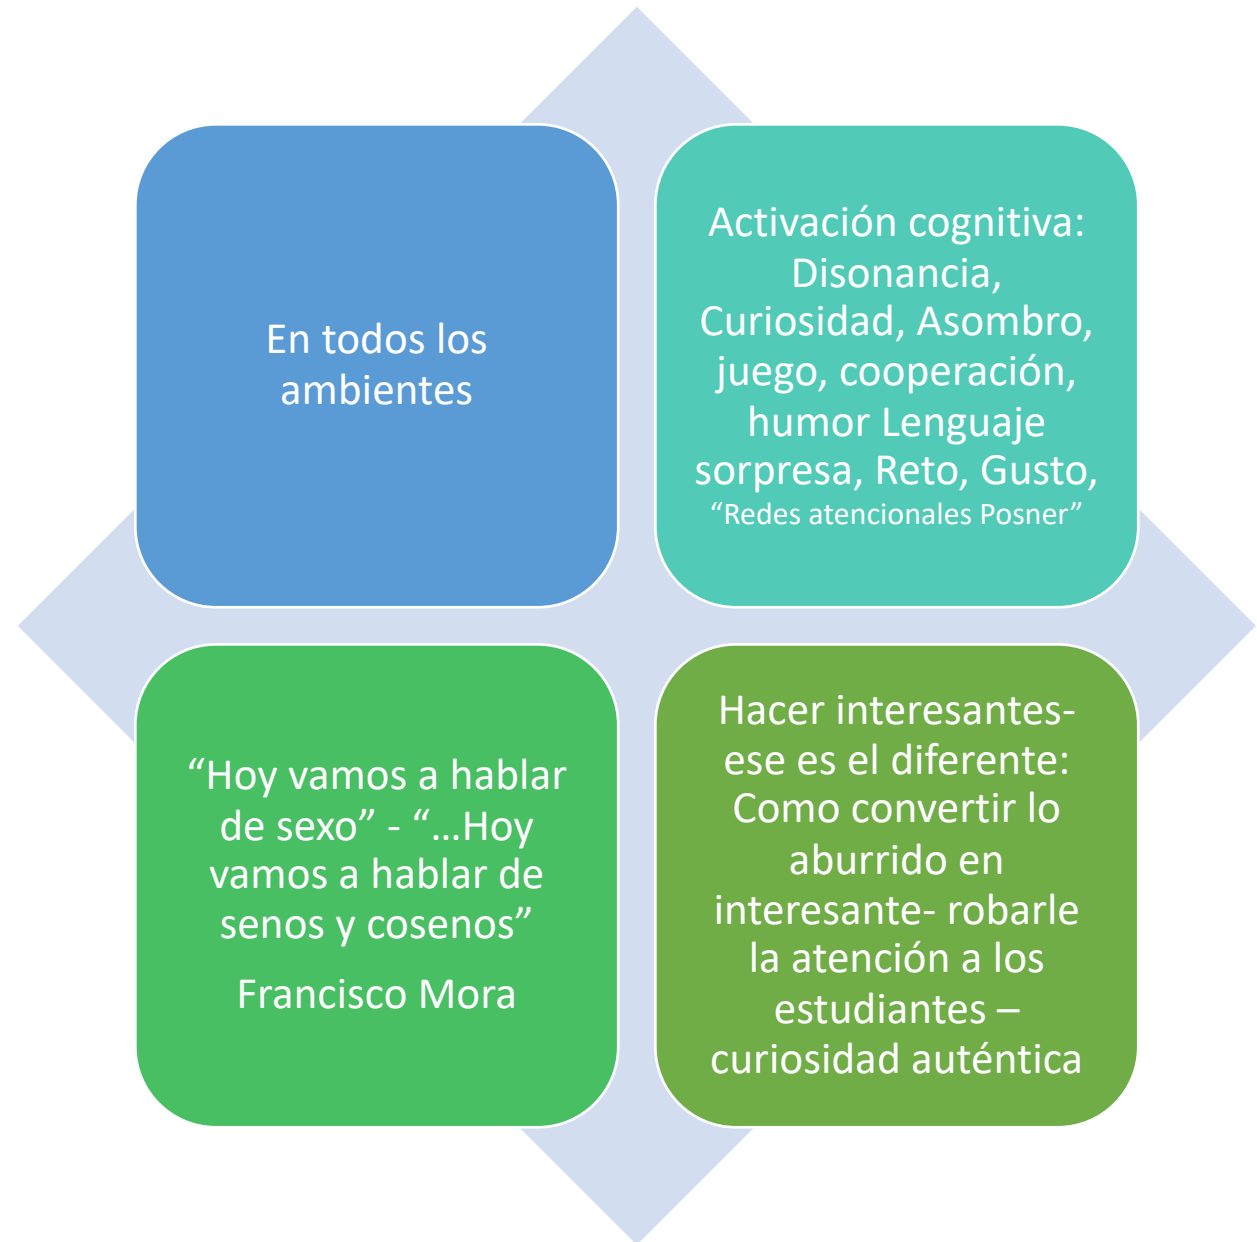 En todos los
ambientes
Activación cognitiva:
Disonancia,
Curiosidad, Asombro,
juego, cooperación,
humor Lenguaje
sorpresa, Reto, Gusto,
“Redes atencionales Posner”
“Hoy vamos a hablar
de sexo” - “…Hoy
vamos a hablar de
senos y cosenos”
Francisco Mora
Hacer interesantes-
ese es el diferente:
Como convertir lo
aburrido en
interesante- robarle
la atención a los
estudiantes –
curiosidad auténtica